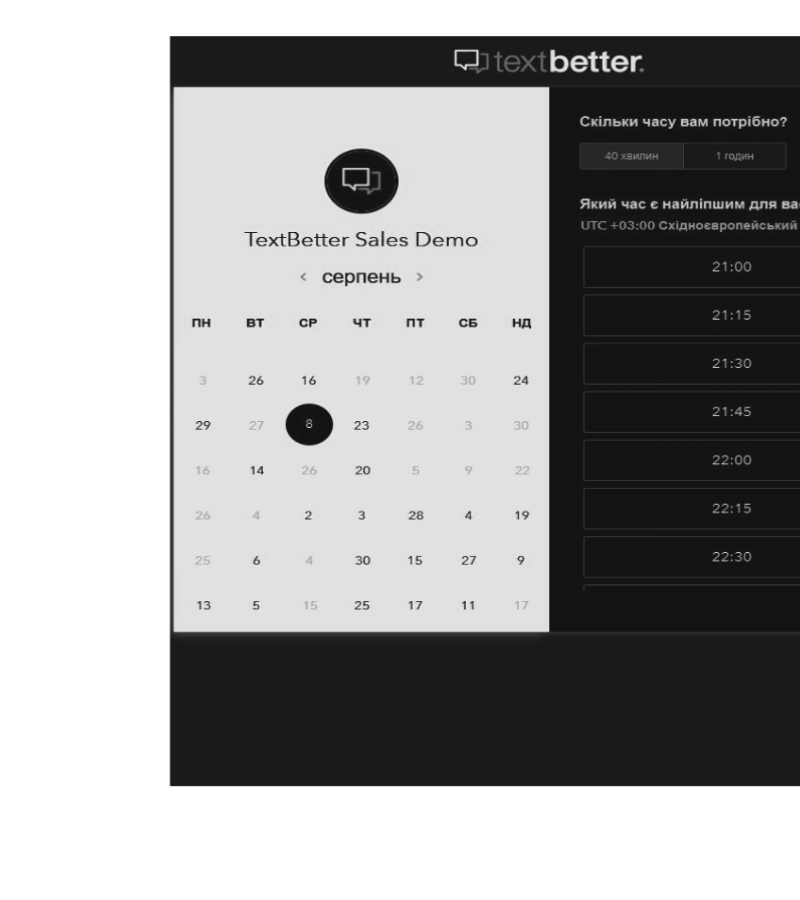 textbetter.
TextBetter Sales Demo
< серпень >
ПН ВТ СР ЧТ ПТ СБ НД
3 26 16 19 12 30 24
29 27 8 23 26 3 30
16 14 26 20 5 9 22
26 4 2 3 28 4 19
25 6 4 30 15 27 9
13 5 15 25 17 11 17
Скільки часу вам потрібно?
40 хвилин 1 годин
Який час є найліпшим для
UTC +03:00 Східноєвропейський
21:00
21:15
21:30
21:45
22:00
22:15
22:30